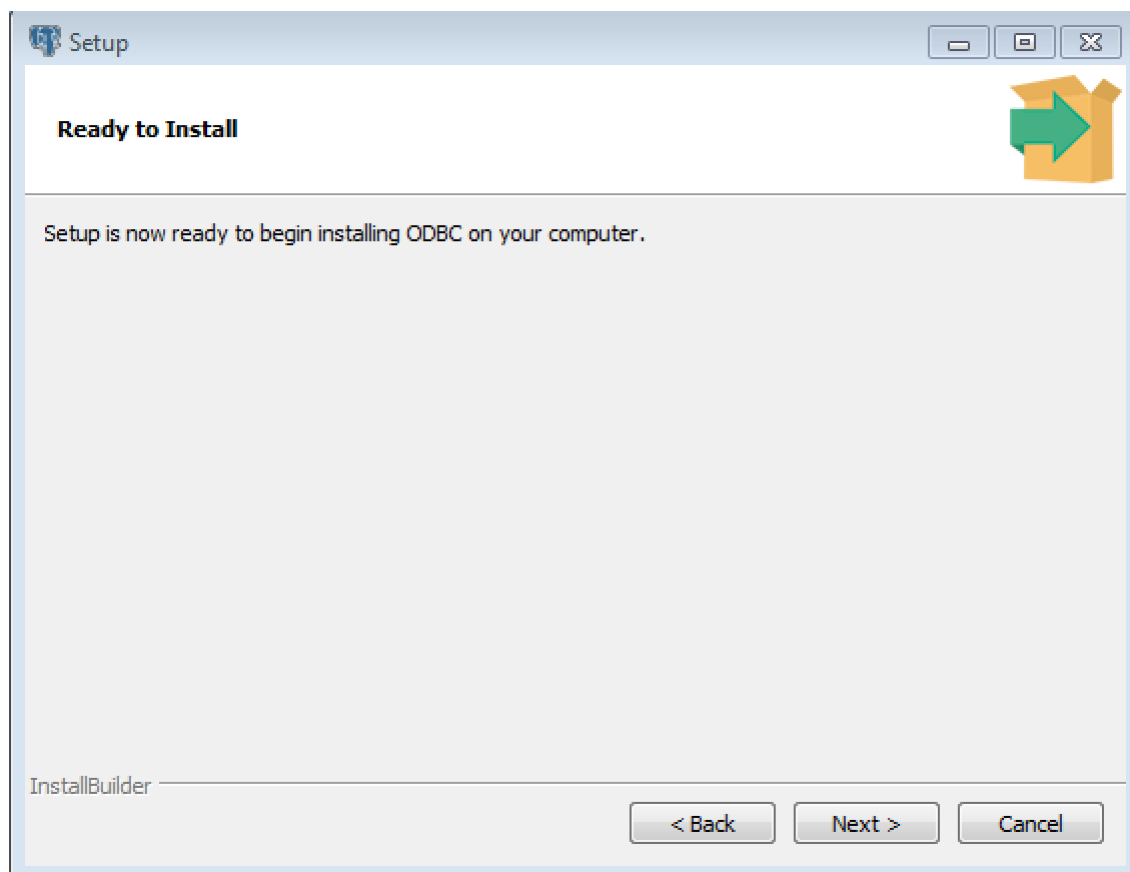 Setup
Ready to Install
Setup is now ready to begin installing ODBC on your computer.
InstallBuilder
< Back
Next >
Cancel